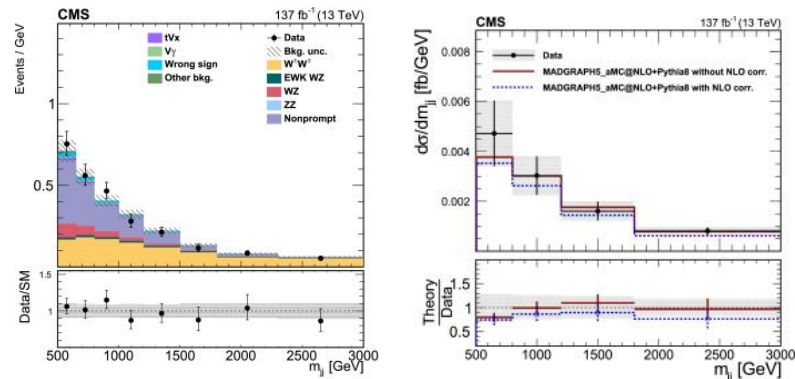 CMS 137 fb⁻¹ (13 TeV)
Events / GeV
tVx
Vγ
Wrong sign
Other bkg.
Data
Bkg. unc.
W±W±
EWK WZ
WZ
ZZ
Nonprompt
1
0.5
Data/SM
1.5
1
0.5
500 1000 1500 2000 2500 3000
m_jj [GeV]
CMS 137 fb⁻¹ (13 TeV)
dσ/dm_jj [fb/GeV]
0.008
0.006
0.004
0.002
Data
MADGRAPH5_aMC@NLO+Pythia8 without NLO corr.
MADGRAPH5_aMC@NLO+Pythia8 with NLO corr.
Theory
Data
1.5
1
0.5
500 1000 1500 2000 2500 3000
m_jj [GeV]